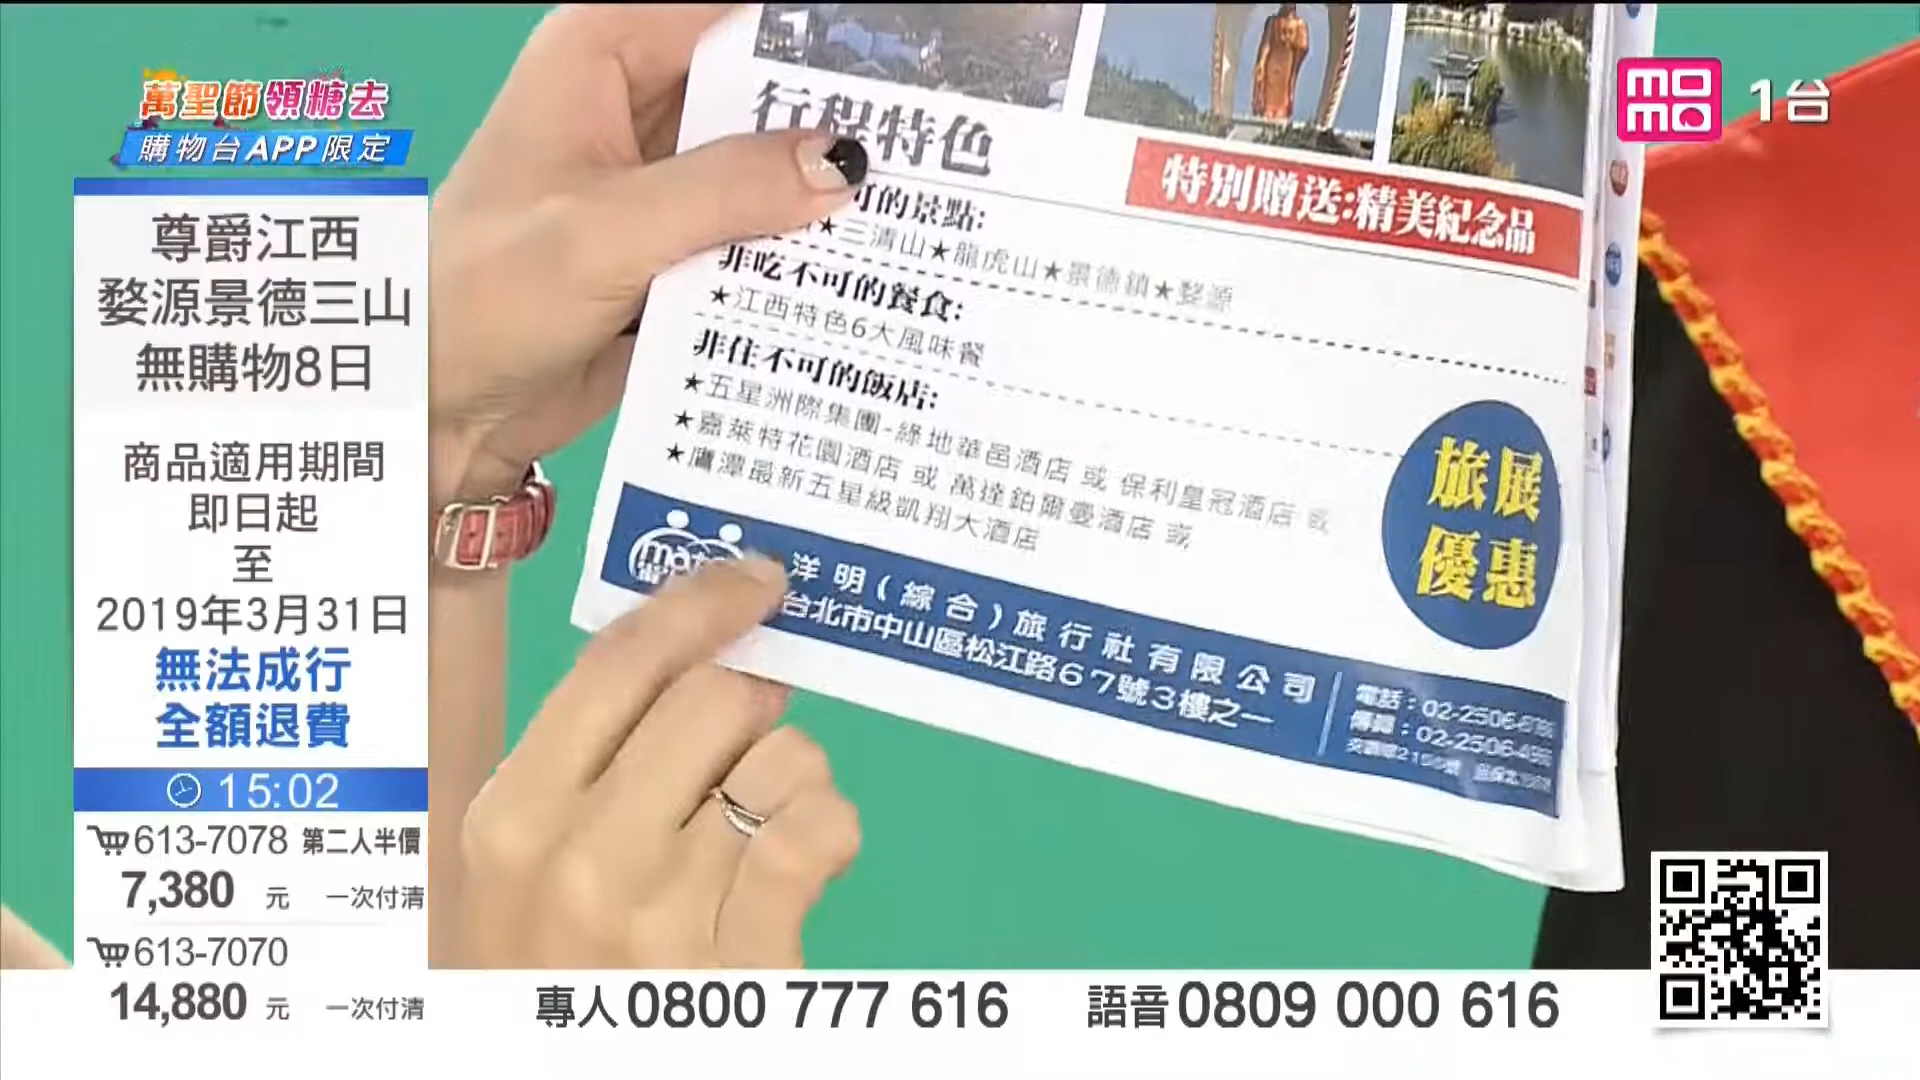 萬聖節領糖去
購物台APP限定
尊爵江西
婺源景德三山
無購物8日
商品適用期間
即日起
至
2019年3月31日
無法成行
全額退費
15:02
613-7078 第二人半價
7,380 元 一次付清
613-7070
14,880 元 一次付清
行程特色
特別贈送:精美紀念品
可的景點:
★三清山★龍虎山★景德鎮★婺源
非吃不可的餐食:
★江西特色6大風味餐
非住不可的飯店:
★五星洲際集團-綠地華邑酒店 或 保利皇冠酒店 或
★嘉萊特花園酒店 或 萬達鉑爾曼酒店 或
★鷹潭最新五星級凱翔大酒店
旅展
優惠
洋明(綜合)旅行社有限公司
台北市中山區松江路67號3樓之一
電話:02-2506-
傳真:02-2506-
momo 1台
專人0800 777 616
語音0809 000 616